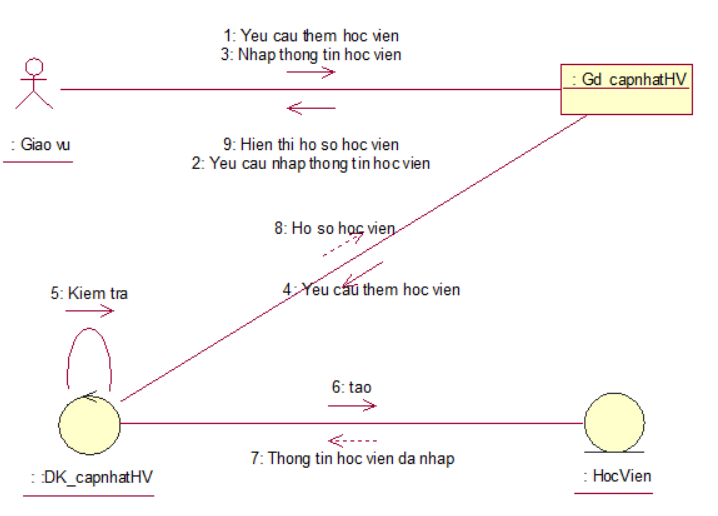 1: Yeu cau them hoc vien
3: Nhap thong tin hoc vien
: Gd_capnhatHV
: Giao vu
9: Hien thi ho so hoc vien
2: Yeu cau nhap thong tin hoc vien
8: Ho so hoc vien
4: Yeu cau them hoc vien
5: Kiem tra
6: tao
7: Thong tin hoc vien da nhap
: :DK_capnhatHV
: HocVien